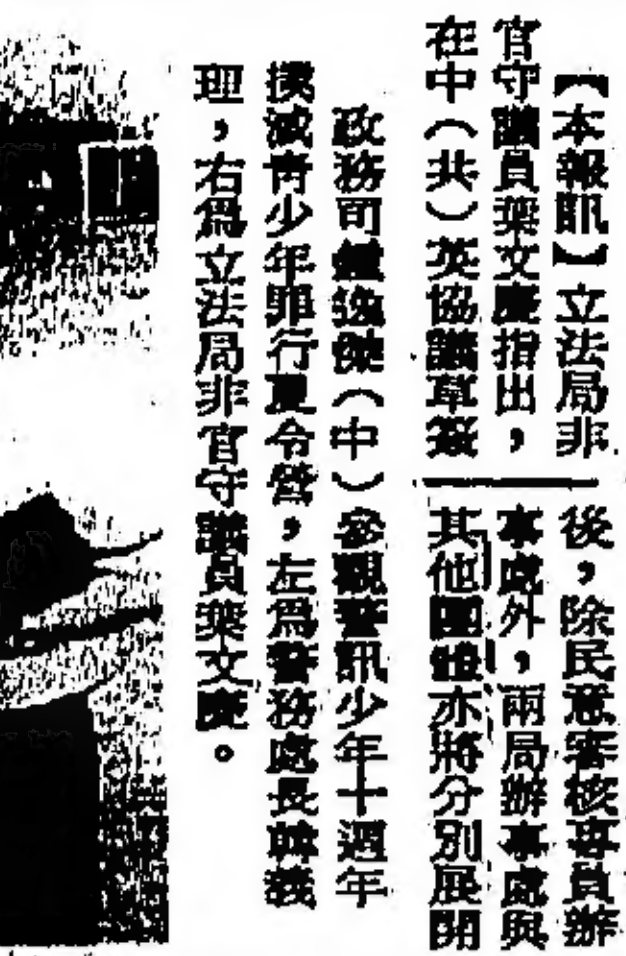 【本報訊】立法局非
官守議員葉文慶指出，
在中（共）英協議草簽
後，除民意審核專員辦
事處外，兩局辦事處與
其他團體亦將分別展開
政務司鍾逸傑（中）參觀警訊少年十週年
撲滅青少年罪行夏令營，左爲警務處長韓義
理，右爲立法局非官守議員葉文慶。